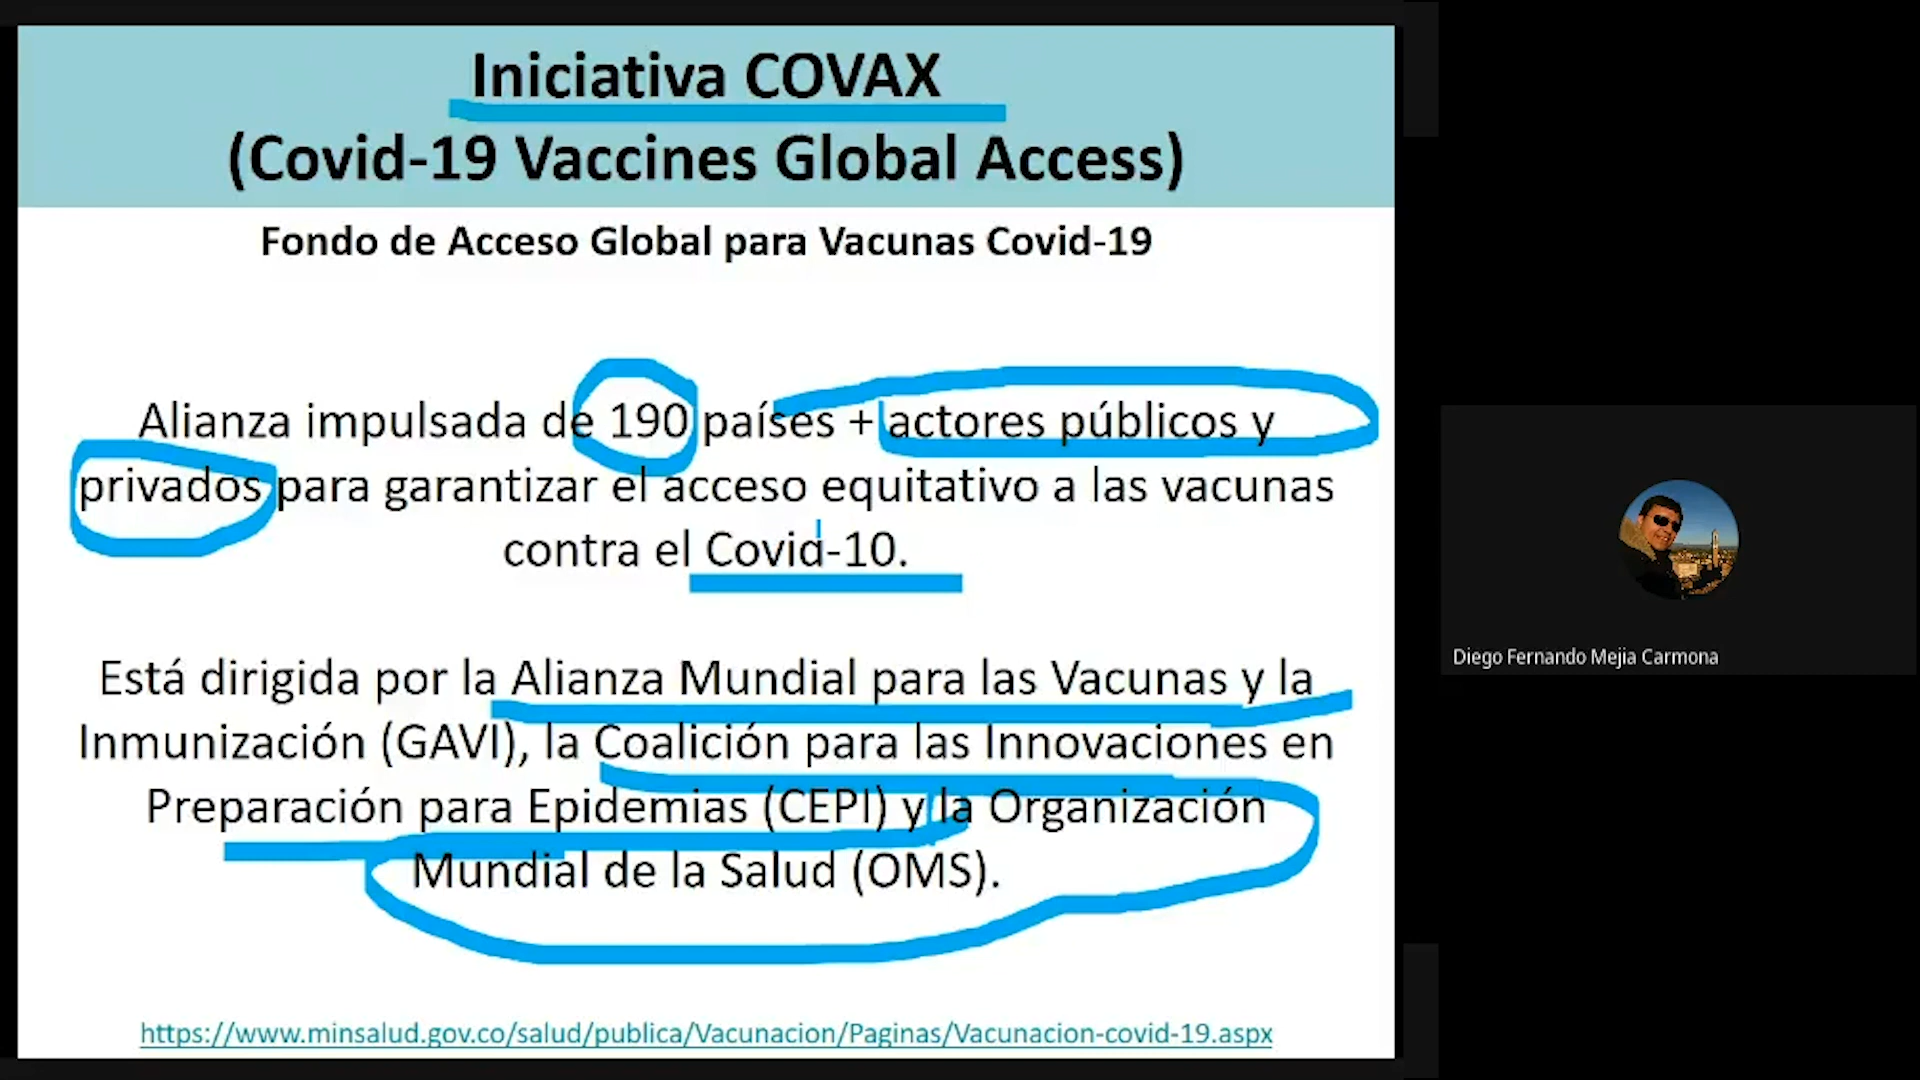 Iniciativa COVAX
(Covid-19 Vaccines Global Access)
Fondo de Acceso Global para Vacunas Covid-19
Alianza impulsada de 190 países + actores públicos y
privados para garantizar el acceso equitativo a las vacunas
contra el Covid-10.
Está dirigida por la Alianza Mundial para las Vacunas y la
Inmunización (GAVI), la Coalición para las Innovaciones en
Preparación para Epidemias (CEPI) y la Organización
Mundial de la Salud (OMS).
https://www.minsalud.gov.co/salud/publica/Vacunacion/Paginas/Vacunacion-covid-19.aspx
Diego Fernando Mejia Carmona